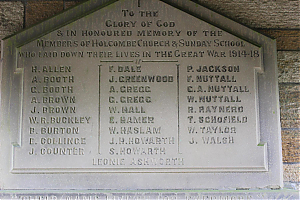 To The
Glory of God
& in Honoured Memory of the
Members of Holcombe Church & Sunday School
who laid down their lives in the Great War 1914-18
H. ALLEN F. DALE P. JACKSON
A. BOOTH J. GREENWOOD F. NUTTALL
G. BOOTH A. GREGG G. A. NUTTALL
A. BROWN G. GREGG W. NUTTALL
J. BROWN W. HALL R. RAYNERD
W. E. BUCKLEY E. HAMER T. SCHOFIELD
D. BURTON W. HASLAM W. TAYLOR
E. COLLINGE J. H. HOWARTH J. WALSH
J. COUNTER S. HOWARTH
LEONIE ASHWORTH